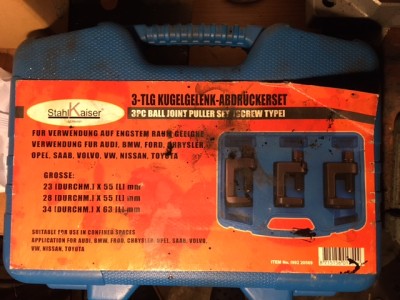 StahlKaiser
3-TLG KUGELGELENK-ABDRÜCKERSET
3PC BALL JOINT PULLER SET (SCREW TYPE)
FÜR VERWENDUNG AUF ENGSTEM RAUM GEEIGNET
VERWENDUNG FÜR AUDI, BMW, FORD, CHRYSLER,
OPEL, SAAB, VOLVO, VW, NISSAN, TOYOTA
GRÖSSE:
23 (DURCHM.) X 55 (L) mm
28 (DURCHM.) X 55 (L) mm
34 (DURCHM.) X 63 (L) mm
SUITABLE FOR USE IN CONFINED SPACES
APPLICATION FOR AUDI, BMW, FORD, CHRYSLER, OPEL, SAAB, VOLVO,
VW, NISSAN, TOYOTA
ITEM No.